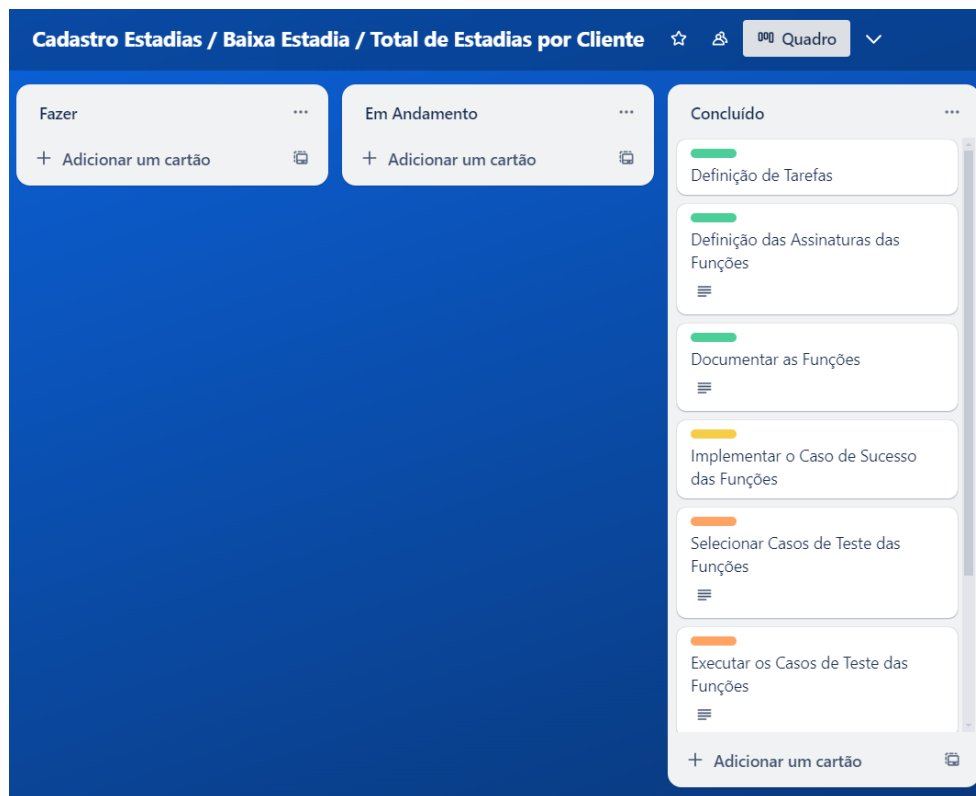 Cadastro Estadias / Baixa Estadia / Total de Estadias por Cliente
Quadro
Fazer
Adicionar um cartão
Em Andamento
Adicionar um cartão
Concluído
Definição de Tarefas
Definição das Assinaturas das
Funções
Documentar as Funções
Implementar o Caso de Sucesso
das Funções
Selecionar Casos de Teste das
Funções
Executar os Casos de Teste das
Funções
Adicionar um cartão